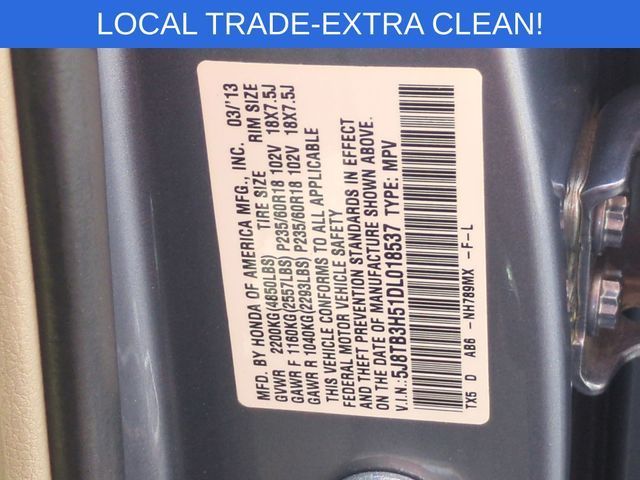 LOCAL TRADE-EXTRA CLEAN!
MFD. BY HONDA OF AMERICA MFG., INC. 03/'13
GVWR 2200KG(4850LBS) TIRE SIZE RIM SIZE
GAWR F 1160KG(2557LBS) P235/60R18 102V 18X7.5J
GAWR R 1040KG(2293LBS) P235/60R18 102V 18X7.5J
THIS VEHICLE CONFORMS TO ALL APPLICABLE
FEDERAL MOTOR VEHICLE SAFETY
AND THEFT PREVENTION STANDARDS IN EFFECT
ON THE DATE OF MANUFACTURE SHOWN ABOVE.
V.I.N.:5J8TB3H51DL018537 TYPE: MPV
TX5 D AB6 -NH789MX -F-L